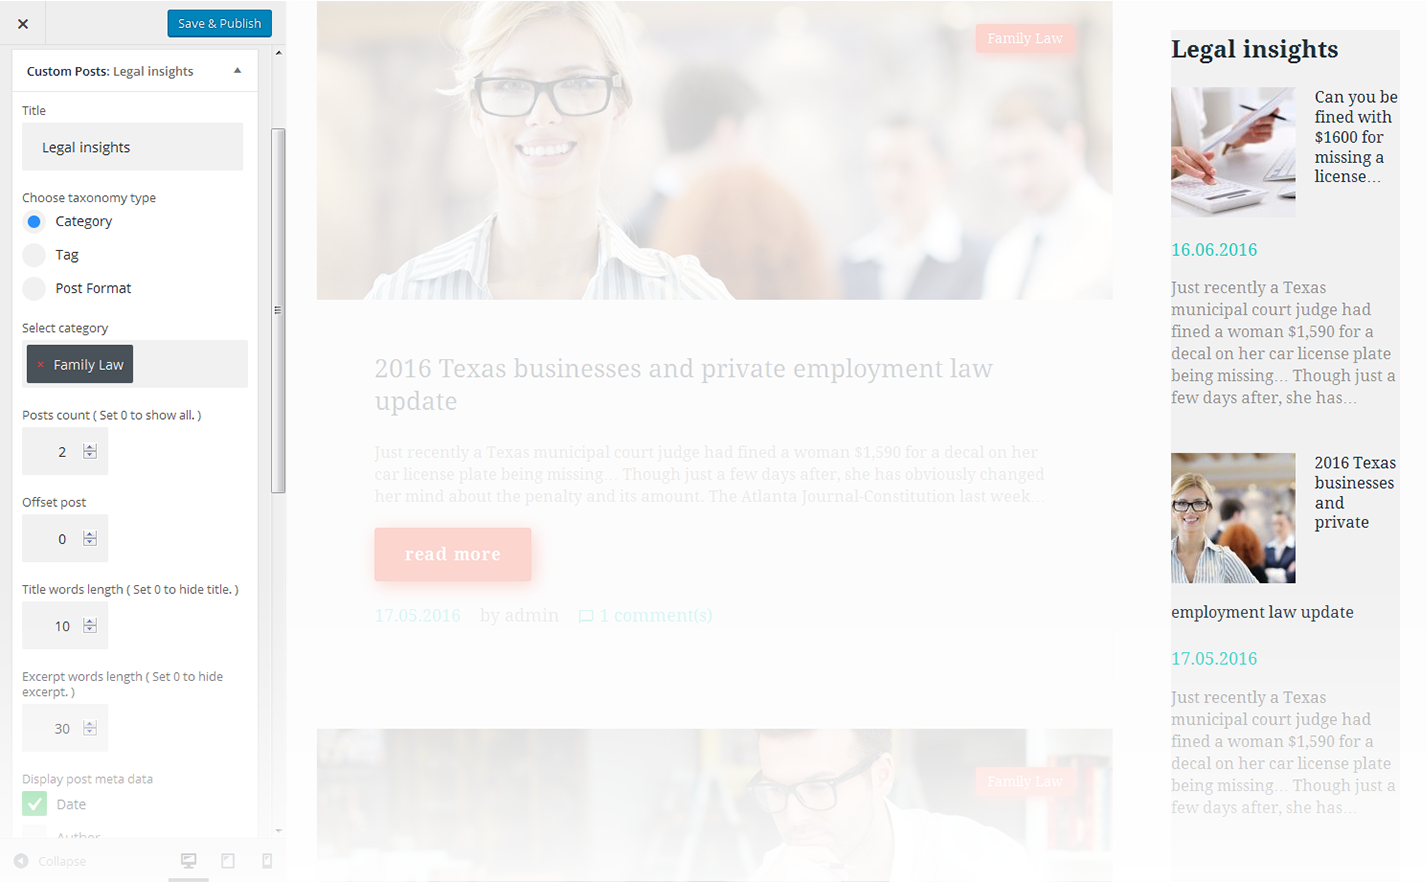 Save & Publish
Custom Posts: Legal insights
Title
Legal insights
Choose taxonomy type
Category
Tag
Post Format
Select category
× Family Law
Posts count ( Set 0 to show all. )
2
Offset post
0
Title words length ( Set 0 to hide title. )
10
Excerpt words length ( Set 0 to hide
excerpt. )
30
Display post meta data
Date
Author
Collapse
Family Law
2016 Texas businesses and private employment law
update
Just recently a Texas municipal court judge had fined a woman $1,590 for a decal on her
car license plate being missing… Though just a few days after, she has obviously changed
her mind about the penalty and its amount. The Atlanta Journal-Constitution last week…
read more
17.05.2016 by admin 1 comment(s)
Family Law
Legal insights
Can you be
fined with
$1600 for
missing a
license…
16.06.2016
Just recently a Texas
municipal court judge had
fined a woman $1,590 for a
decal on her car license plate
being missing… Though just a
few days after, she has…
2016 Texas
businesses
and
private
employment law update
17.05.2016
Just recently a Texas
municipal court judge had
fined a woman $1,590 for a
decal on her car license plate
being missing… Though just a
few days after, she has…